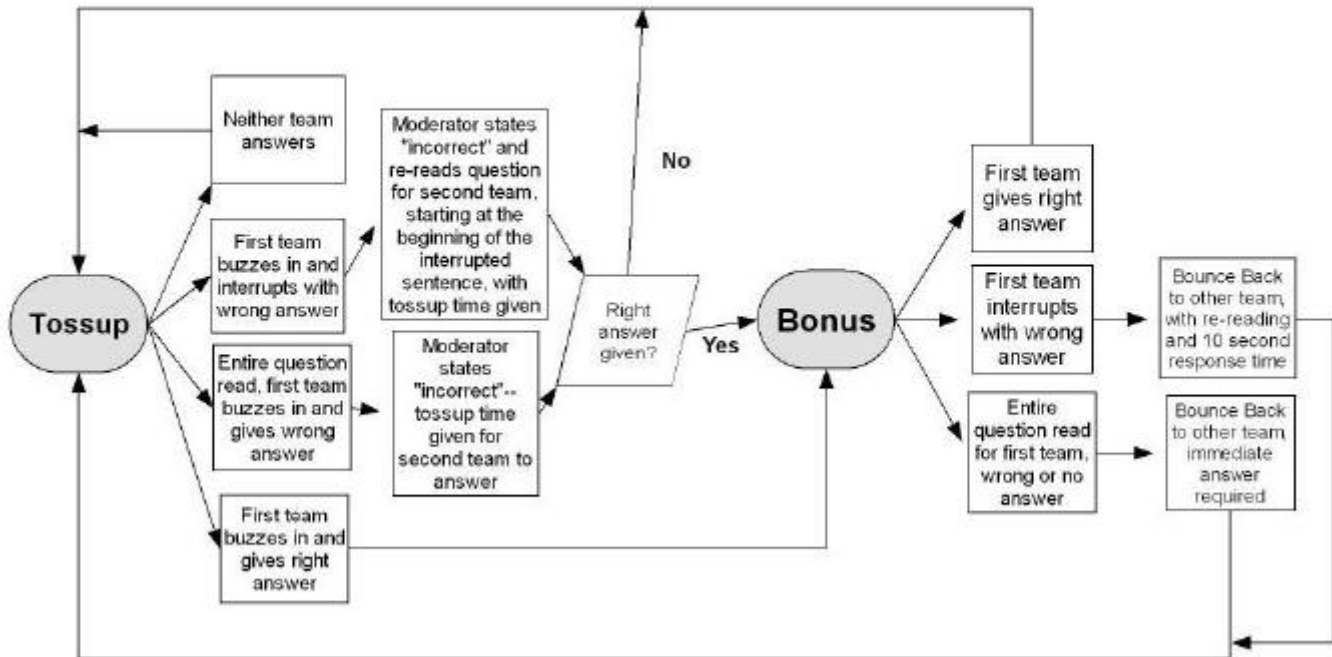 Tossup
Neither team
answers
First team
buzzes in and
interrupts with
wrong answer
Entire question
read, first team
buzzes in and
gives wrong
answer
First team
buzzes in and
gives right
answer
Moderator states
"incorrect" and
re-reads question
for second team,
starting at the
beginning of the
interrupted
sentence, with
tossup time given
Moderator
states
"incorrect"--
tossup time
given for
second team to
answer
Right
answer
given?
No
Yes
Bonus
First team
gives right
answer
First team
interrupts
with wrong
answer
Entire
question read
for first team,
wrong or no
answer
Bounce Back
to other team,
with re-reading
and 10 second
response time
Bounce Back
to other team,
immediate
answer
required